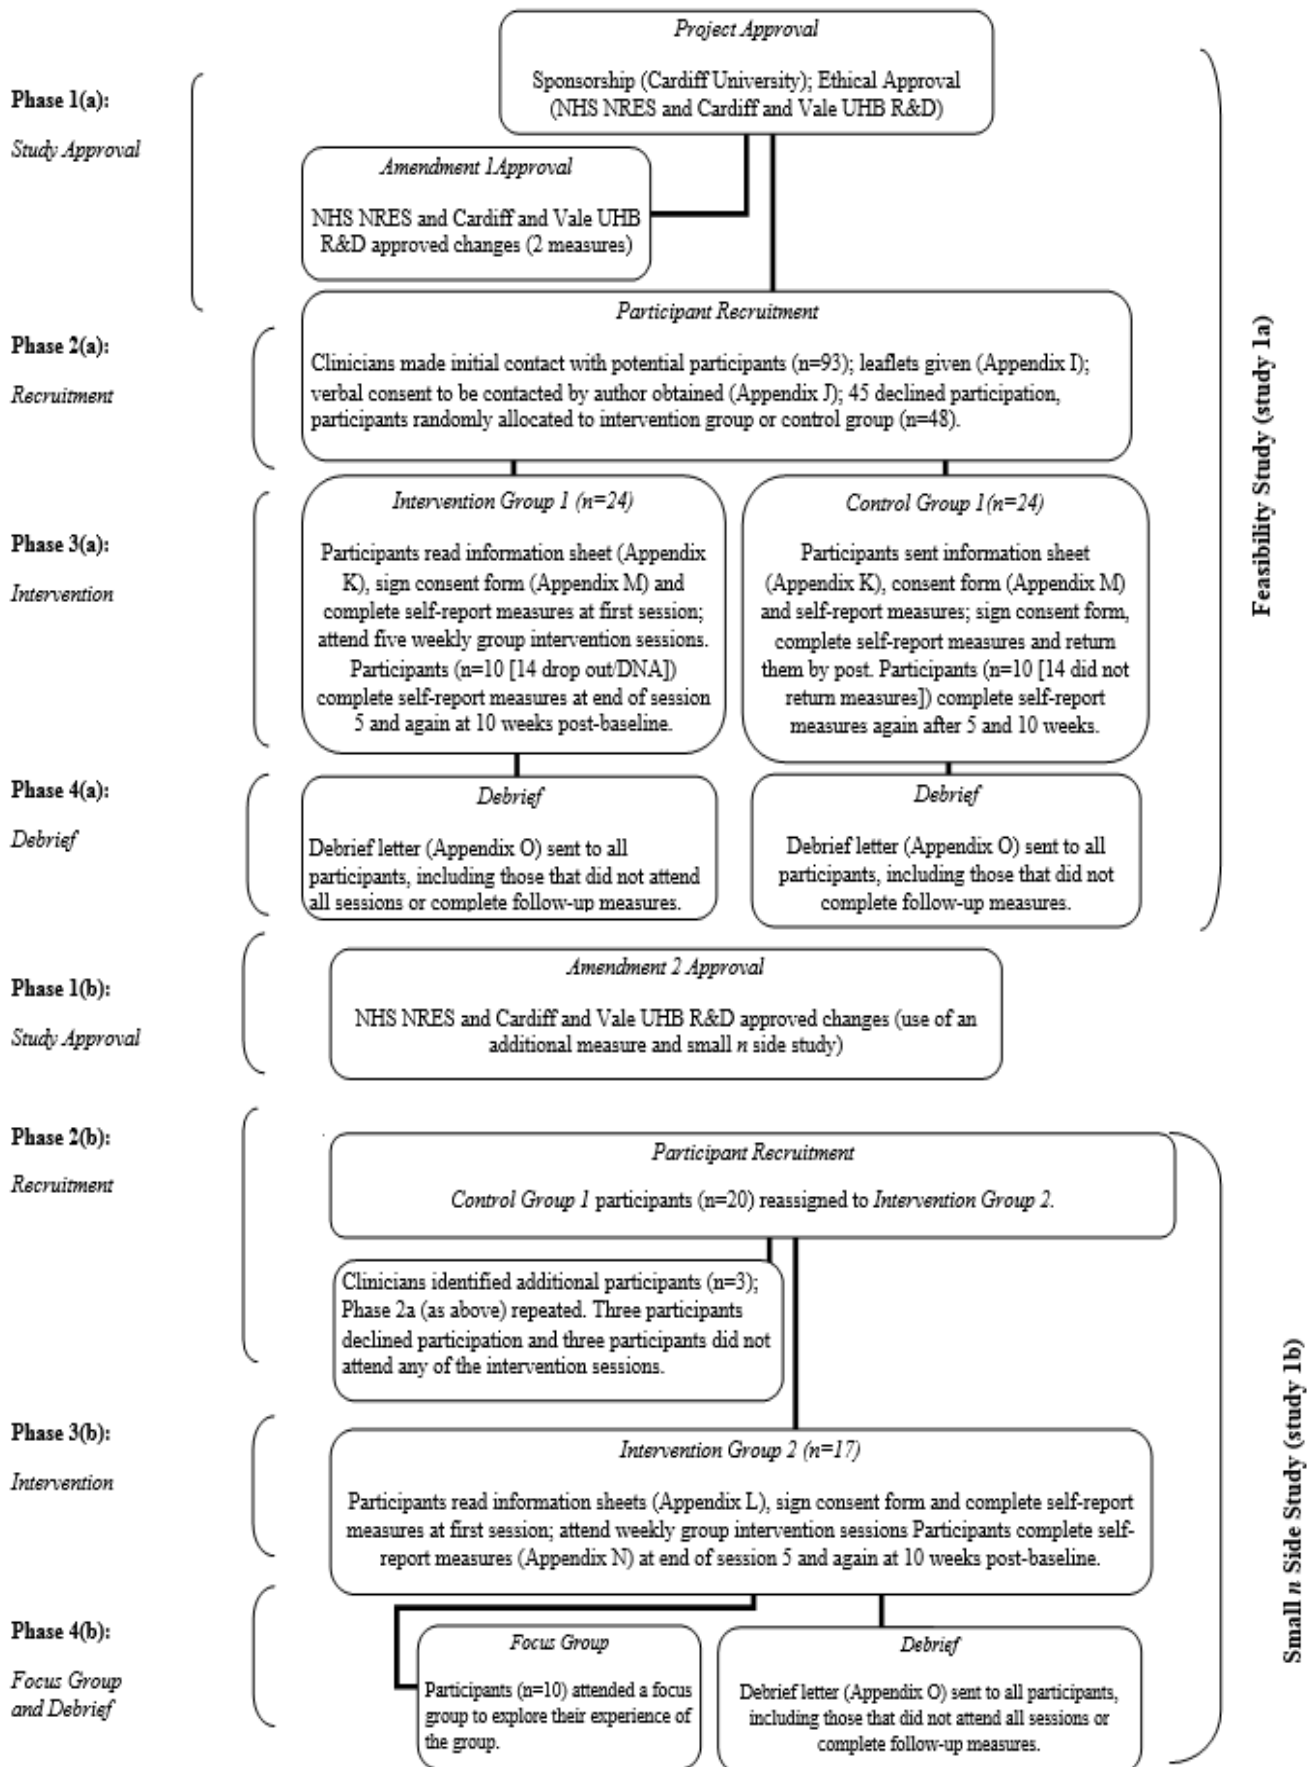 Project Approval
Sponsorship (Cardiff University); Ethical Approval
(NHS NRES and Cardiff and Vale UHB R&D)
Phase 1(a):
Study Approval
Amendment 1Approval
NHS NRES and Cardiff and Vale UHB
R&D approved changes (2 measures)
Phase 2(a):
Recruitment
Participant Recruitment
Clinicians made initial contact with potential participants (n=93); leaflets given (Appendix I);
verbal consent to be contacted by author obtained (Appendix J); 45 declined participation,
participants randomly allocated to intervention group or control group (n=48).
Feasibility Study (study 1a)
Phase 3(a):
Intervention
Intervention Group 1 (n=24)
Participants read information sheet (Appendix
K), sign consent form (Appendix M) and
complete self-report measures at first session;
attend five weekly group intervention sessions.
Participants (n=10 [14 drop out/DNA])
complete self-report measures at end of session
5 and again at 10 weeks post-baseline.
Control Group 1(n=24)
Participants sent information sheet
(Appendix K), consent form (Appendix M)
and self-report measures; sign consent form,
complete self-report measures and return
them by post. Participants (n=10 [14 did not
return measures]) complete self-report
measures again after 5 and 10 weeks.
Phase 4(a):
Debrief
Debrief
Debrief letter (Appendix O) sent to all
participants, including those that did not attend
all sessions or complete follow-up measures.
Debrief
Debrief letter (Appendix O) sent to all
participants, including those that did not
complete follow-up measures.
Phase 1(b):
Study Approval
Amendment 2 Approval
NHS NRES and Cardiff and Vale UHB R&D approved changes (use of an
additional measure and small n side study)
Phase 2(b):
Recruitment
Participant Recruitment
Control Group 1 participants (n=20) reassigned to Intervention Group 2.
Clinicians identified additional participants (n=3);
Phase 2a (as above) repeated. Three participants
declined participation and three participants did not
attend any of the intervention sessions.
Small n Side Study (study 1b)
Phase 3(b):
Intervention
Intervention Group 2 (n=17)
Participants read information sheets (Appendix L), sign consent form and complete self-report
measures at first session; attend weekly group intervention sessions Participants complete self-
report measures (Appendix N) at end of session 5 and again at 10 weeks post-baseline.
Phase 4(b):
Focus Group
and Debrief
Focus Group
Participants (n=10) attended a focus
group to explore their experience of
the group.
Debrief
Debrief letter (Appendix O) sent to all participants,
including those that did not attend all sessions or
complete follow-up measures.